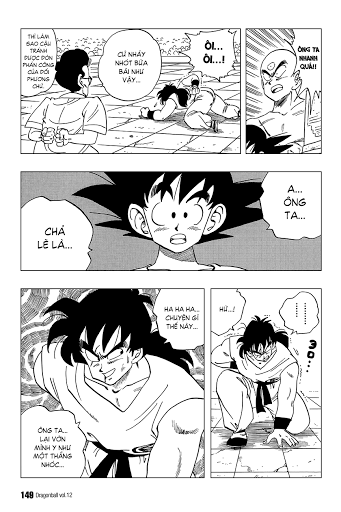 ÔNG TA
NHANH
QUÁ!!
ÔI...
ÔI...!
CỨ NHẢY
NHÓT BỪA
BÃI NHƯ
VẬY...
THÌ LÀM
SAO CẬU
TRÁNH
ĐƯỢC ĐÒN
PHẢN CÔNG
CỦA ĐỐI
PHƯƠNG
CHỨ.
A...
ÔNG
TA...
CHẢ
LẼ LÀ...
HỪ...!
HA HA HA...
CHUYỆN GÌ
THẾ NÀY...
ÔNG
TA...
LẠI VỜN
MÌNH Y NHƯ
MỘT THẰNG
NHÓC...
149 Dragonball vol.12